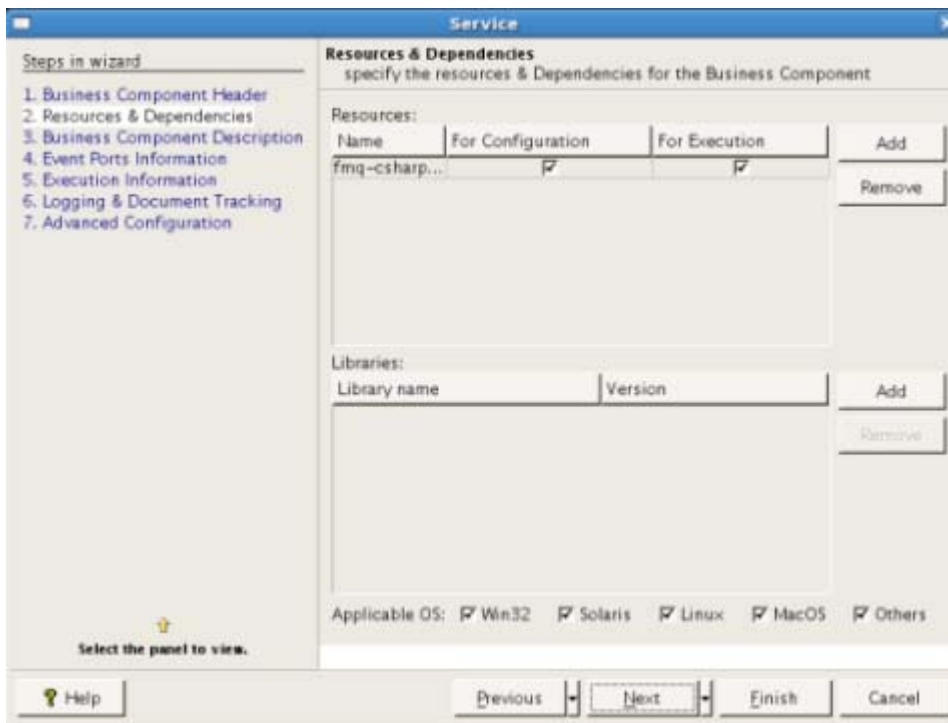 Service
Steps in wizard
1. Business Component Header
2. Resources & Dependencies
3. Business Component Description
4. Event Ports Information
5. Execution Information
6. Logging & Document Tracking
7. Advanced Configuration
Select the panel to view.
Resources & Dependencies
specify the resources & Dependencies for the Business Component
Resources:
Name For Configuration For Execution
fmq-csharp...
Add
Remove
Libraries:
Library name Version
Add
Remove
Applicable OS: Win32 Solaris Linux MacOS Others
Help Previous Next Finish Cancel